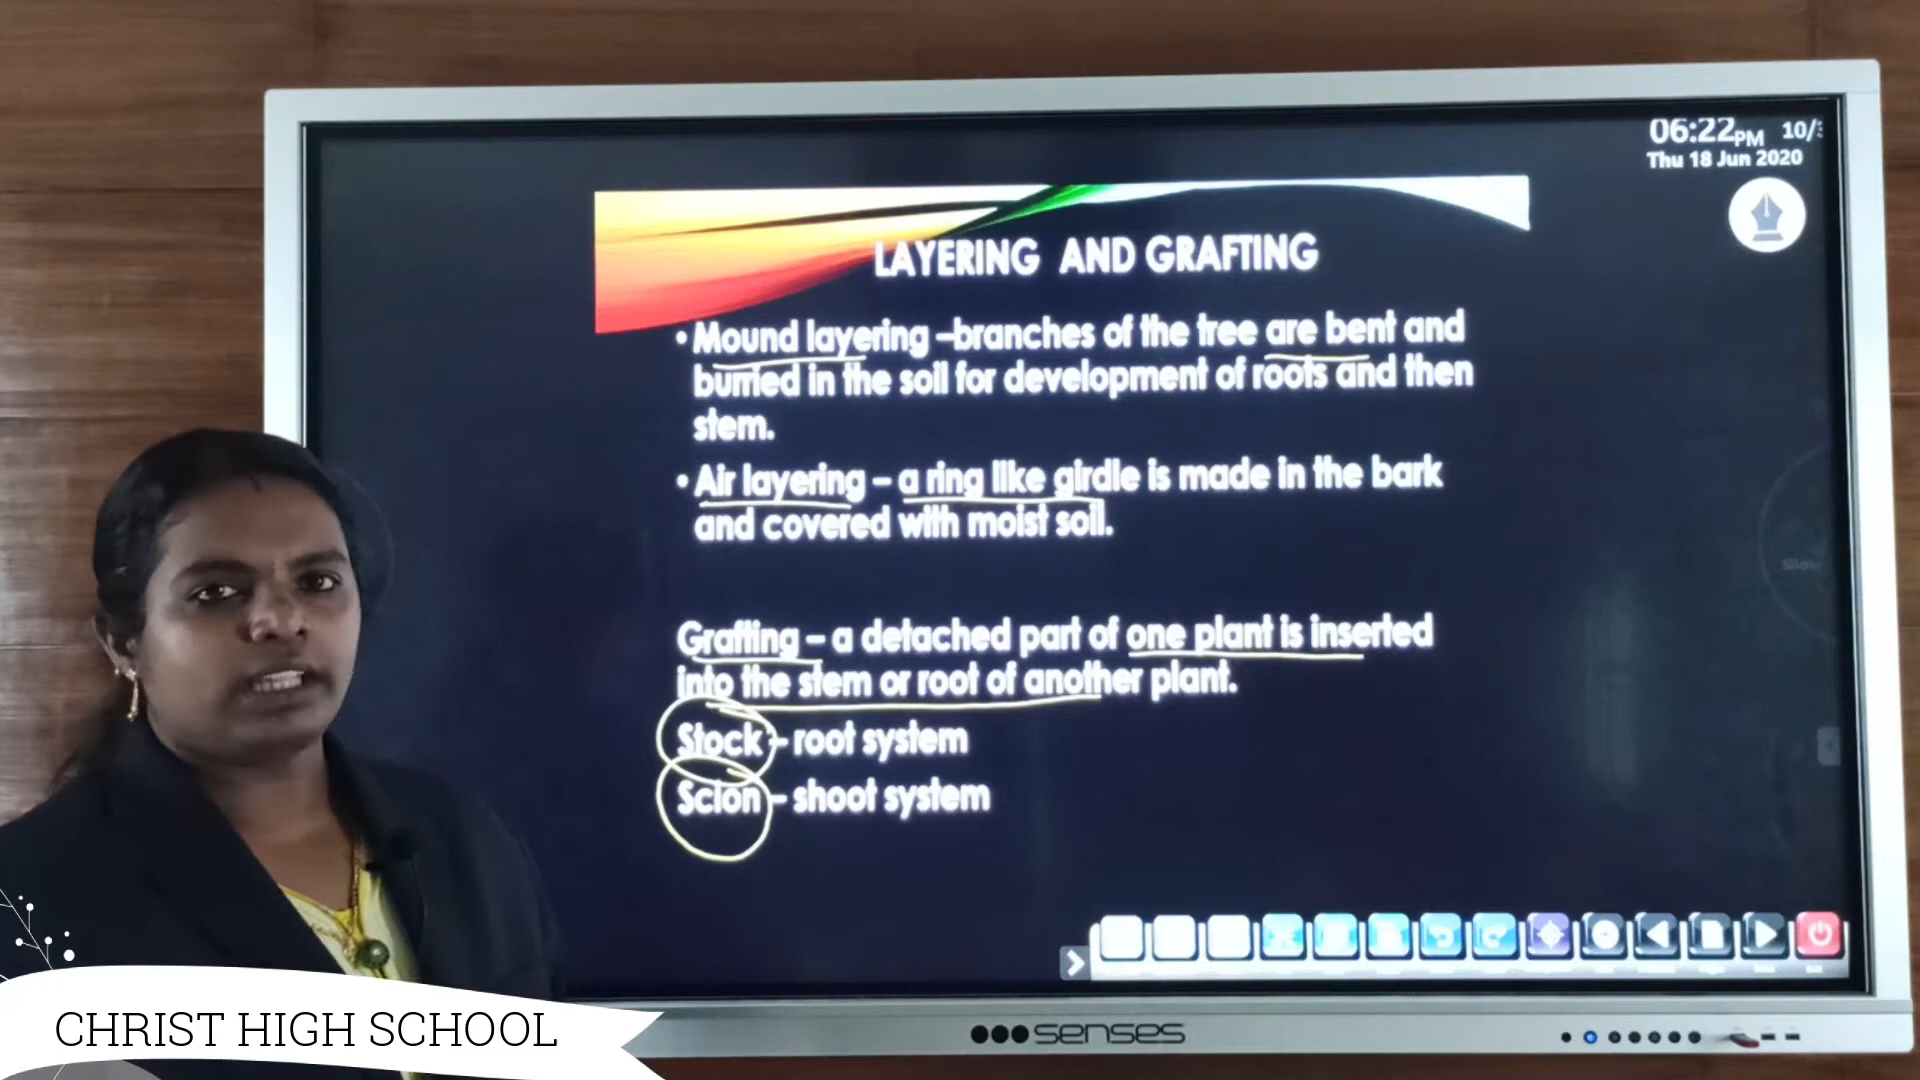 06:22PM 10/
Thu 18 Jun 2020
LAYERING AND GRAFTING
• Mound layering –branches of the tree are bent and
burried in the soil for development of roots and then
stem.
• Air layering – a ring like girdle is made in the bark
and covered with moist soil.
Grafting – a detached part of one plant is inserted
into the stem or root of another plant.
Stock – root system
Scion – shoot system
senses
CHRIST HIGH SCHOOL